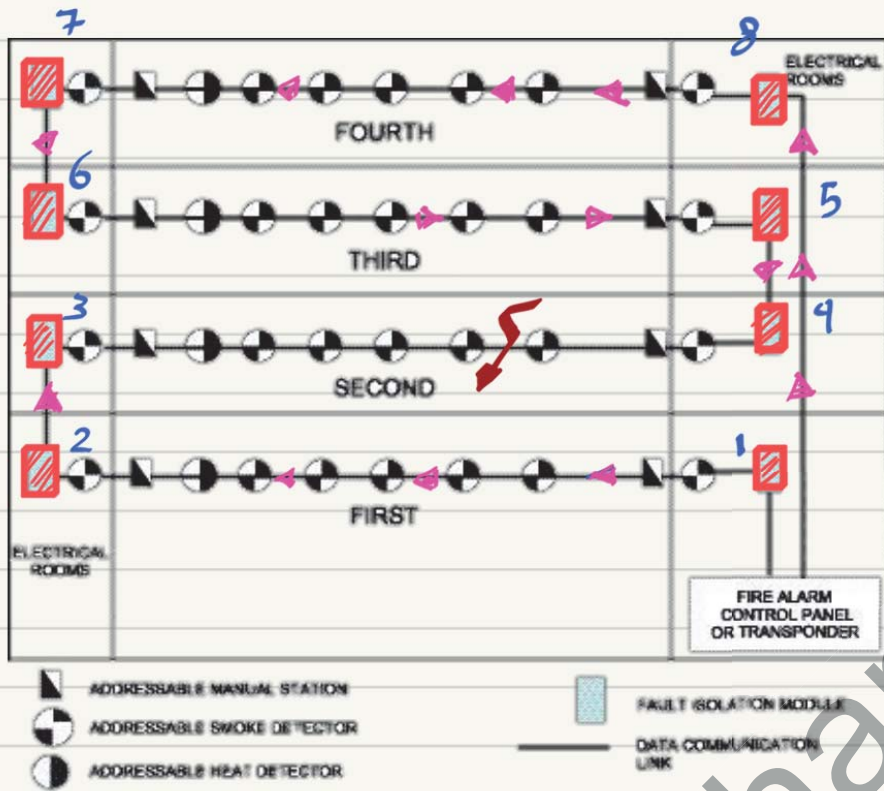 7
8
ELECTRICAL
ROOMS
FOURTH
6
5
THIRD
3
4
SECOND
2
1
FIRST
ELECTRICAL
ROOMS
FIRE ALARM
CONTROL PANEL
OR TRANSPONDER
ADDRESSABLE MANUAL STATION
ADDRESSABLE SMOKE DETECTOR
ADDRESSABLE HEAT DETECTOR
FAULT ISOLATION MODULE
DATA COMMUNICATION
LINK